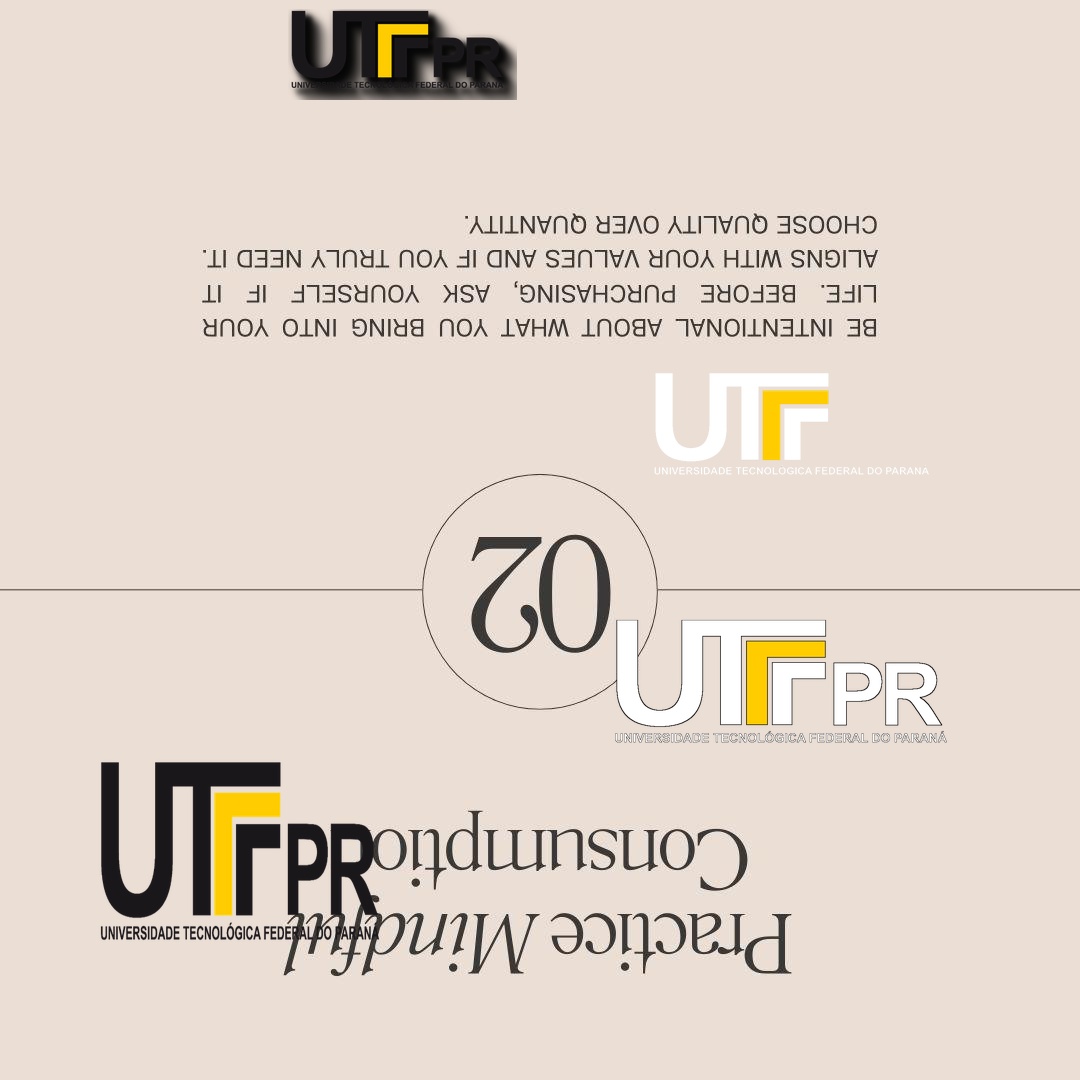 Practice Mindful
Consumptio
02
BE INTENTIONAL ABOUT WHAT YOU BRING INTO YOUR
LIFE. BEFORE PURCHASING, ASK YOURSELF IF IT
ALIGNS WITH YOUR VALUES AND IF YOU TRULY NEED IT.
CHOOSE QUALITY OVER QUANTITY.
UTFPR
UNIVERSIDADE TECNOLÓGICA FEDERAL DO PARANÁ
UTF
UNIVERSIDADE TECNOLOGICA FEDERAL DO PARANA
UTFPR
UNIVERSIDADE TECNOLÓGICA FEDERAL DO PARANÁ
UTFPR
UNIVERSIDADE TECNOLÓGICA FEDERAL DO PARANÁ